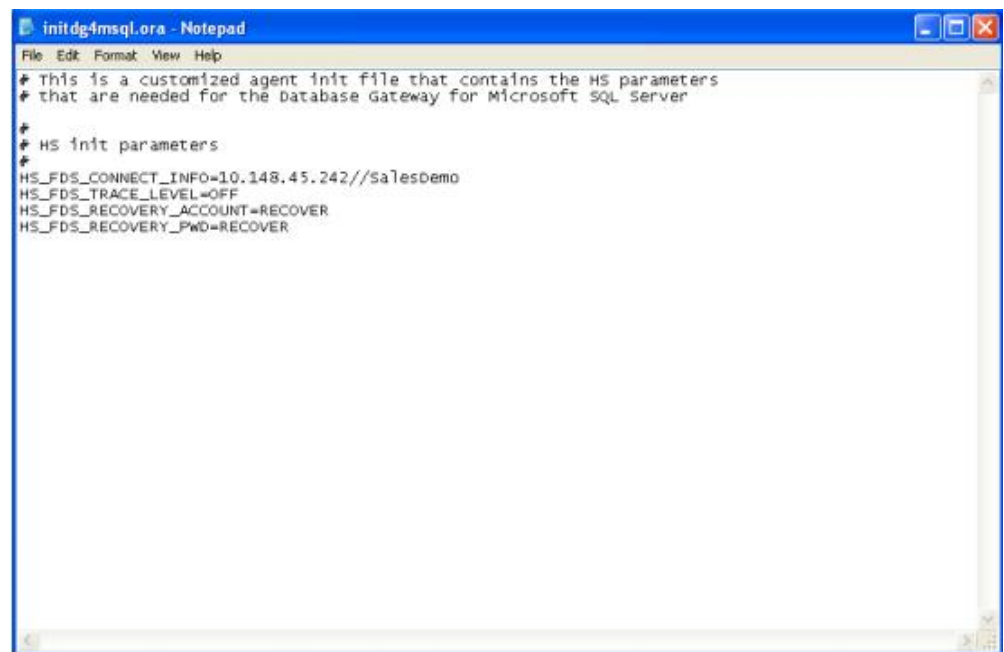 initdg4msql.ora - Notepad
File Edit Format View Help
# This is a customized agent init file that contains the HS parameters
# that are needed for the Database Gateway for Microsoft SQL Server
#
# HS init parameters
#
HS_FDS_CONNECT_INFO=10.148.45.242//SalesDemo
HS_FDS_TRACE_LEVEL=OFF
HS_FDS_RECOVERY_ACCOUNT=RECOVER
HS_FDS_RECOVERY_PWD=RECOVER